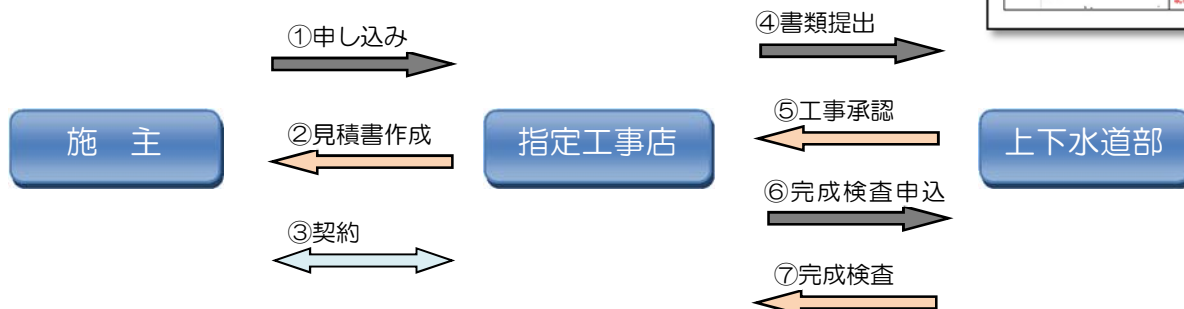 ①申し込み
④書類提出
②見積書作成
⑤工事承認
施　主
指定工事店
上下水道部
⑥完成検査申込
③契約
⑦完成検査